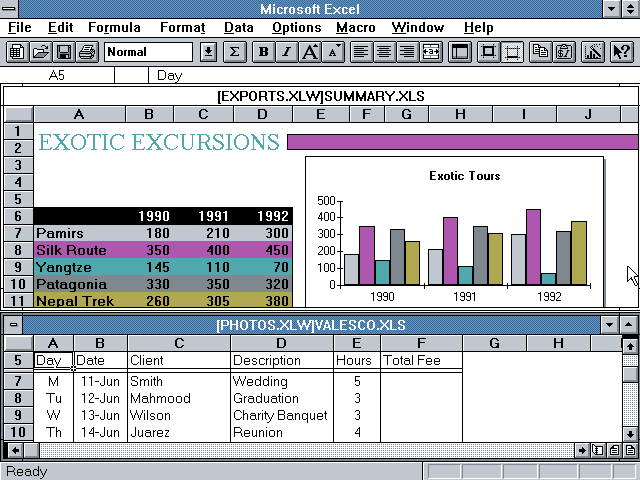 Microsoft Excel
File Edit Formula Format Data Options Macro Window Help
Normal Σ B I A A a
A5 Day
[EXPORTS.XLW]SUMMARY.XLS
A B C D E F G H I J
1
2 EXOTIC EXCURSIONS
3
4
5
6 1990 1991 1992
7 Pamirs 180 210 300
8 Silk Route 350 400 450
9 Yangtze 145 110 70
10 Patagonia 330 350 320
11 Nepal Trek 260 305 380
Exotic Tours
500
400
300
200
100
0
1990 1991 1992
[PHOTOS.XLW]VALESCO.XLS
A B C D E F G H
5 Day Date Client Description Hours Total Fee
7 M 11-Jun Smith Wedding 5
8 Tu 12-Jun Mahmood Graduation 3
9 W 13-Jun Wilson Charity Banquet 3
10 Th 14-Jun Juarez Reunion 4
Ready